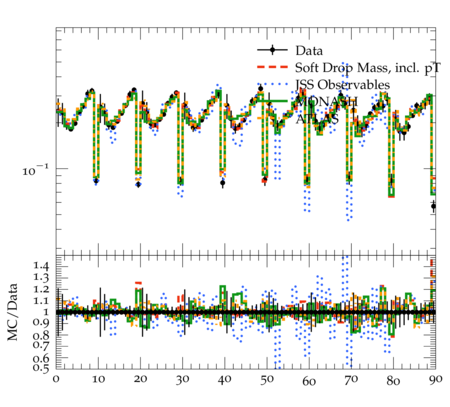 Data
Soft Drop Mass, incl. pT
JSS Observables
MONASH
ATLAS
10⁻¹
MC/Data
1.4
1.3
1.2
1.1
1
0.9
0.8
0.7
0.6
0.5
0 10 20 30 40 50 60 70 80 90